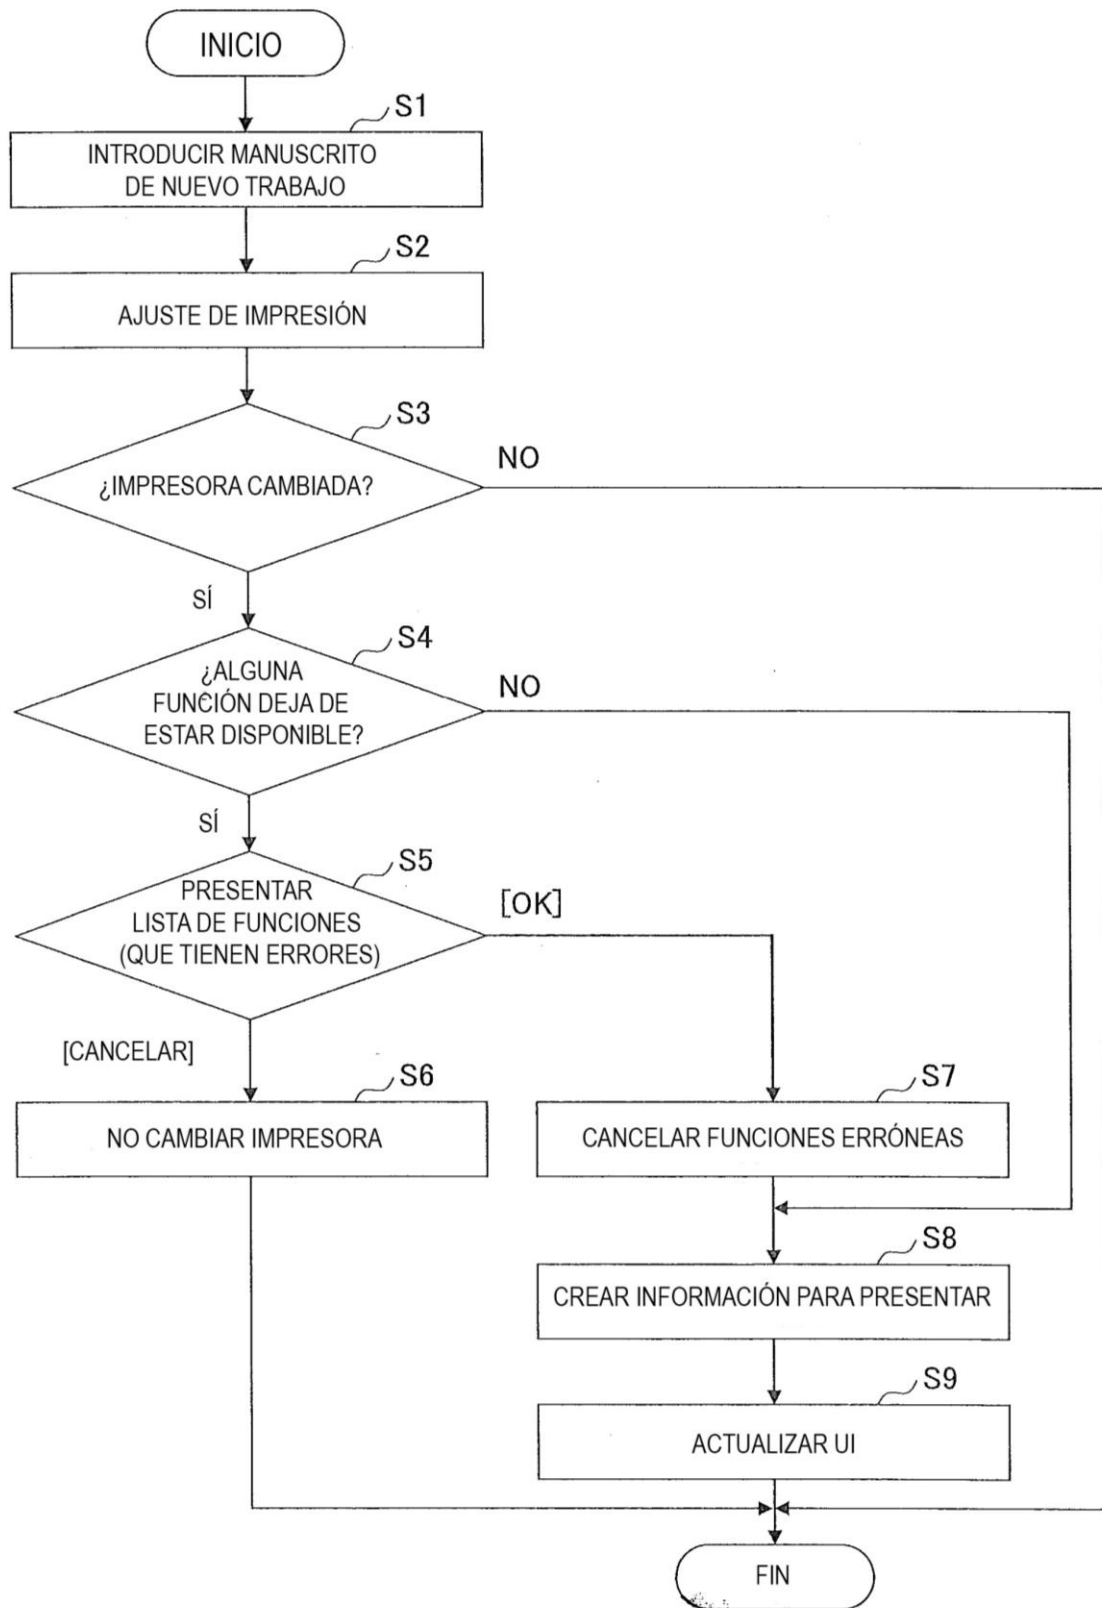 INICIO
S1
INTRODUCIR MANUSCRITO
DE NUEVO TRABAJO
S2
AJUSTE DE IMPRESIÓN
S3
¿IMPRESORA CAMBIADA?
NO
SÍ
S4
¿ALGUNA
FUNCIÓN DEJA DE
ESTAR DISPONIBLE?
NO
SÍ
S5
PRESENTAR
LISTA DE FUNCIONES
(QUE TIENEN ERRORES)
[OK]
[CANCELAR]
S6
NO CAMBIAR IMPRESORA
S7
CANCELAR FUNCIONES ERRÓNEAS
S8
CREAR INFORMACIÓN PARA PRESENTAR
S9
ACTUALIZAR UI
FIN